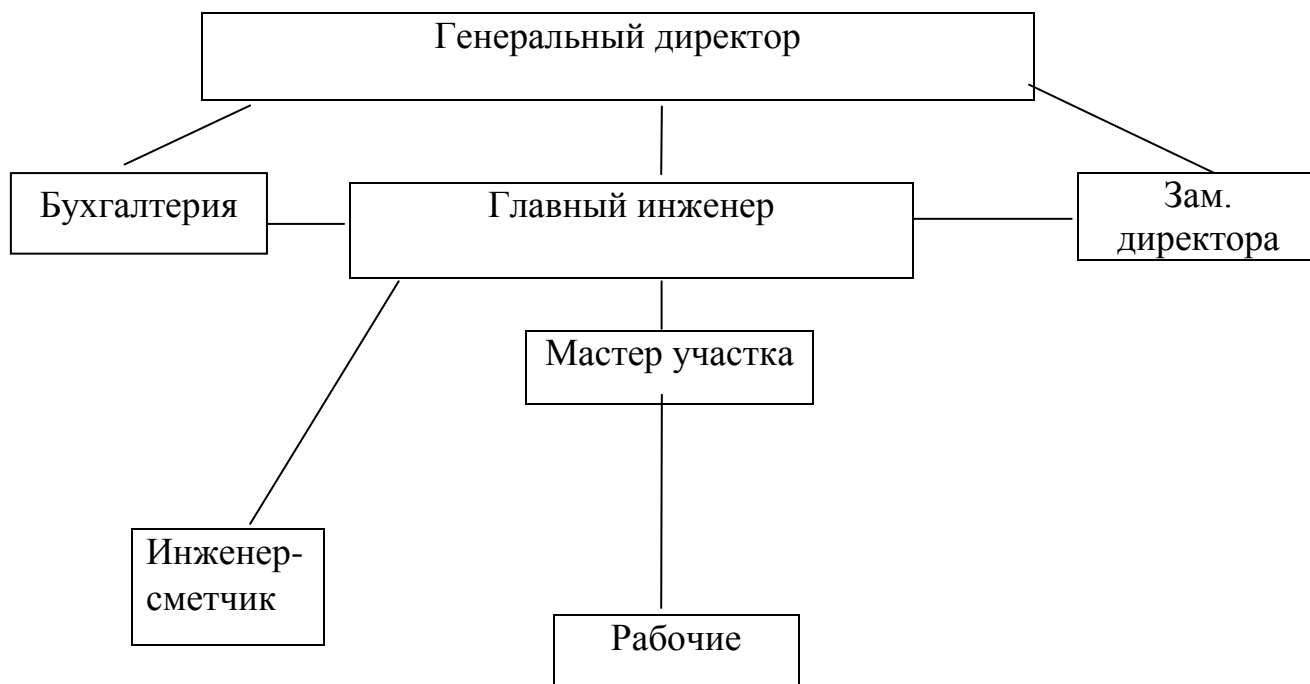 Генеральный директор
Бухгалтерия
Главный инженер
Зам.
директора
Мастер участка
Инженер-
сметчик
Рабочие